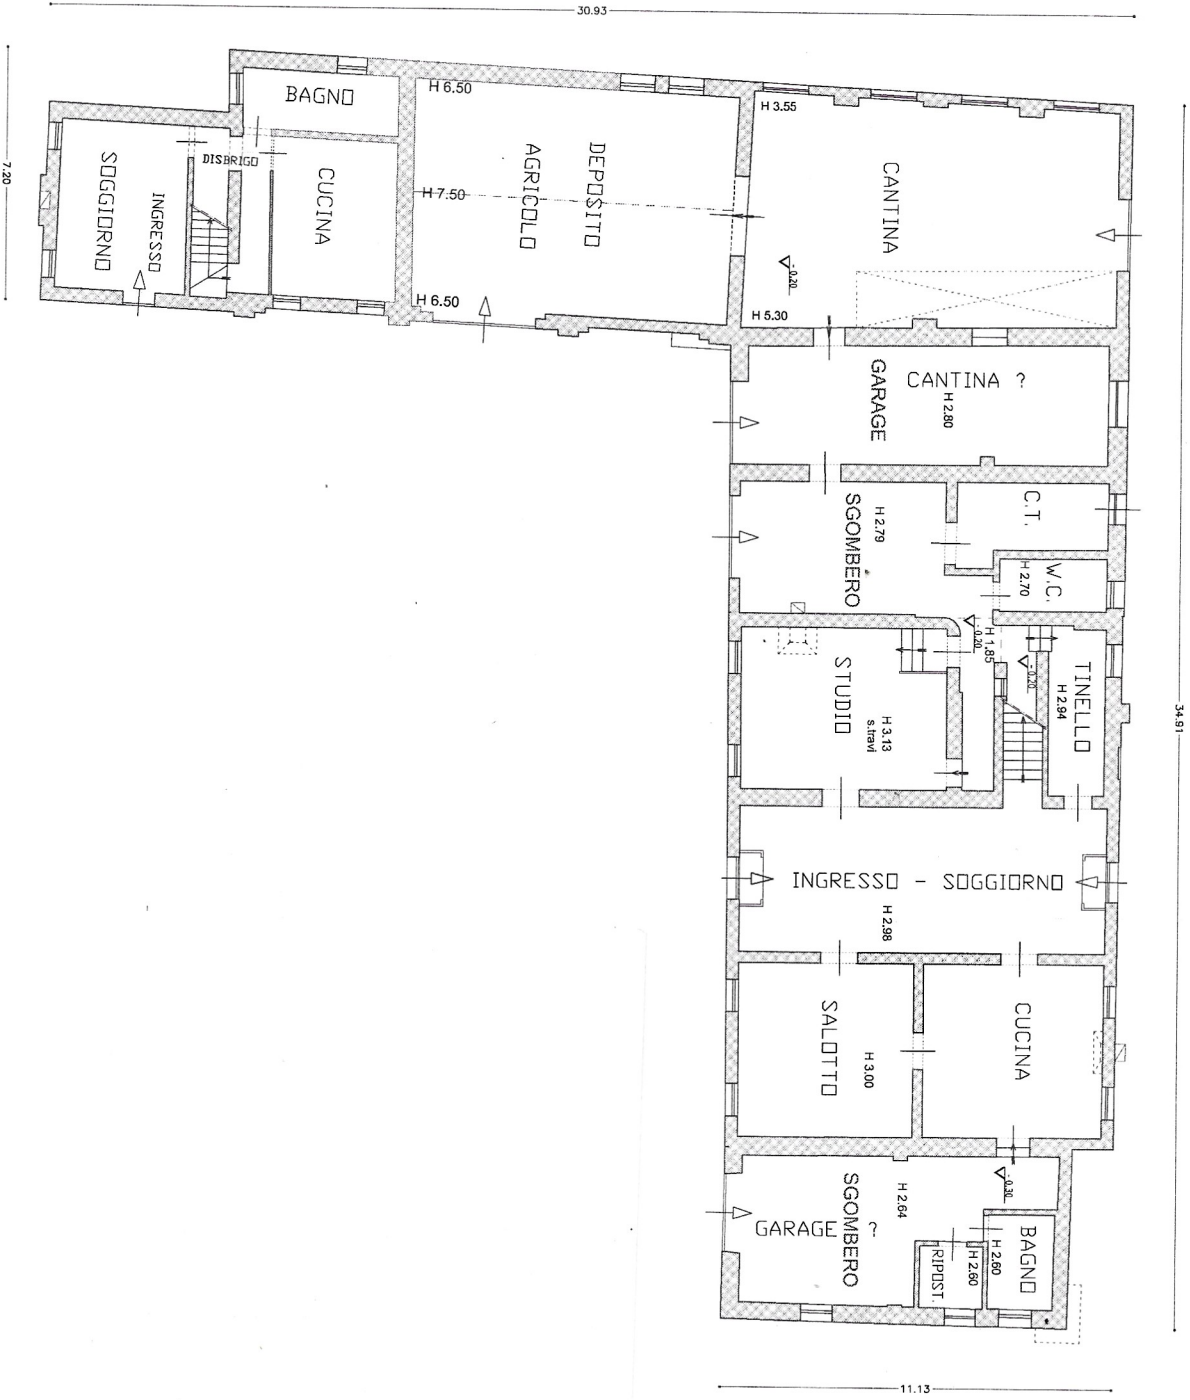 30.93
7.20
H 6.50
BAGNO
H 3.55
DISBRIGO
SOGGIORNO
INGRESSO
CUCINA
H 7.50
DEPOSITO
AGRICOLO
CANTINA
- 0.20
H 6.50
H 5.30
GARAGE
CANTINA ?
H 2.80
SGOMBERO
H 2.79
C.T.
W.C.
H 2.70
- 0.20
H 1.85
- 0.20
STUDIO
H 3.13
s.travi
TINELLO
H 2.94
34.91
INGRESSO - SOGGIORNO
H 2.98
SALOTTO
H 3.00
CUCINA
- 0.30
SGOMBERO
H 2.64
GARAGE ?
BAGNO
H 2.60
RIPOST.
H 2.60
11.13